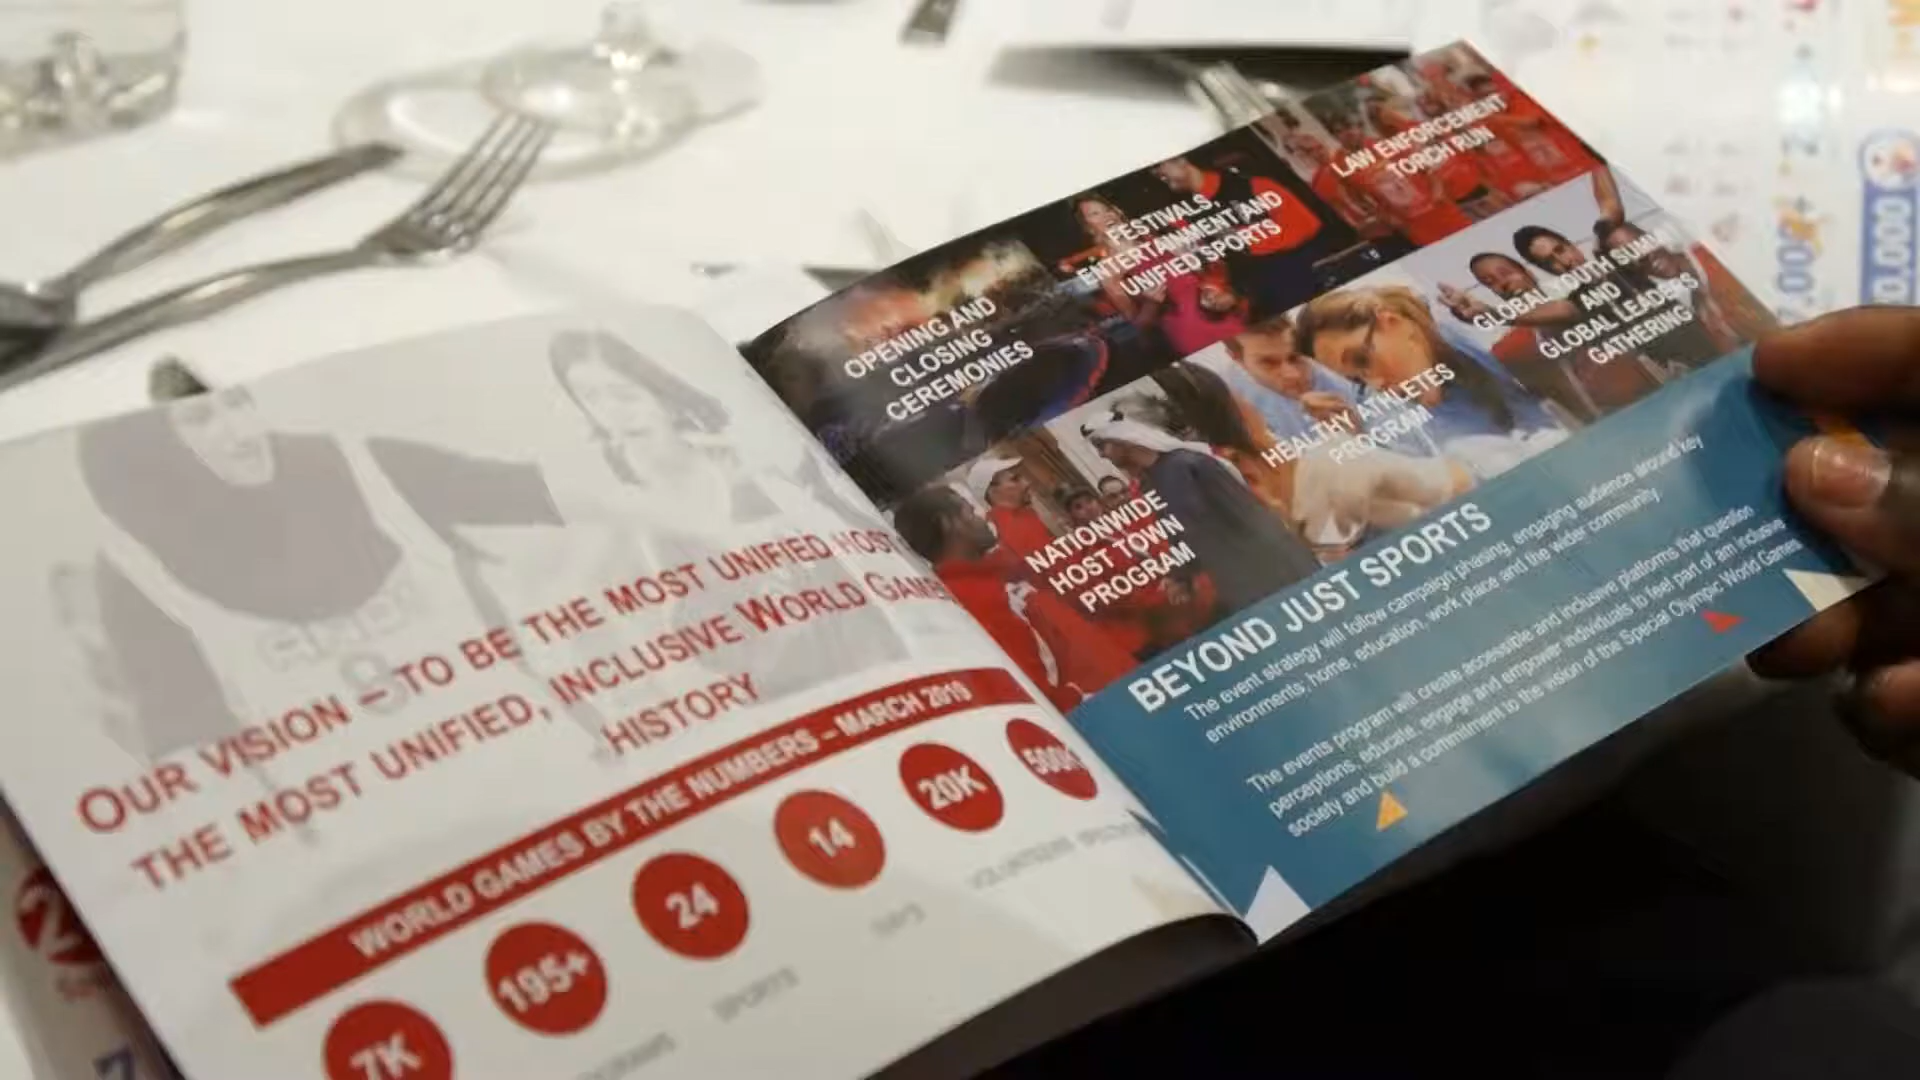 OUR VISION – TO BE THE MOST UNIFIED HOST
THE MOST UNIFIED, INCLUSIVE WORLD GAME
HISTORY
WORLD GAMES BY THE NUMBERS – MARCH 2019
7K
195+
24
14
20K
500K
SPORTS
DAYS
VOLUNTEERS
OPENING AND
CLOSING
CEREMONIES
FESTIVALS,
ENTERTAINMENT AND
UNIFIED SPORTS
LAW ENFORCEMENT
TORCH RUN
NATIONWIDE
HOST TOWN
PROGRAM
HEALTHY ATHLETES
PROGRAM
GLOBAL YOUTH SUMMIT
AND
GLOBAL LEADERS
GATHERING
BEYOND JUST SPORTS
The event strategy will follow campaign phasing, engaging audience around key
environments; home, education, work place and the wider community.
The events program will create accessible and inclusive platforms that question
perceptions, educate, engage and empower individuals to feel part of am inclusive
society and build a commitment to the vision of the Special Olympic World Games